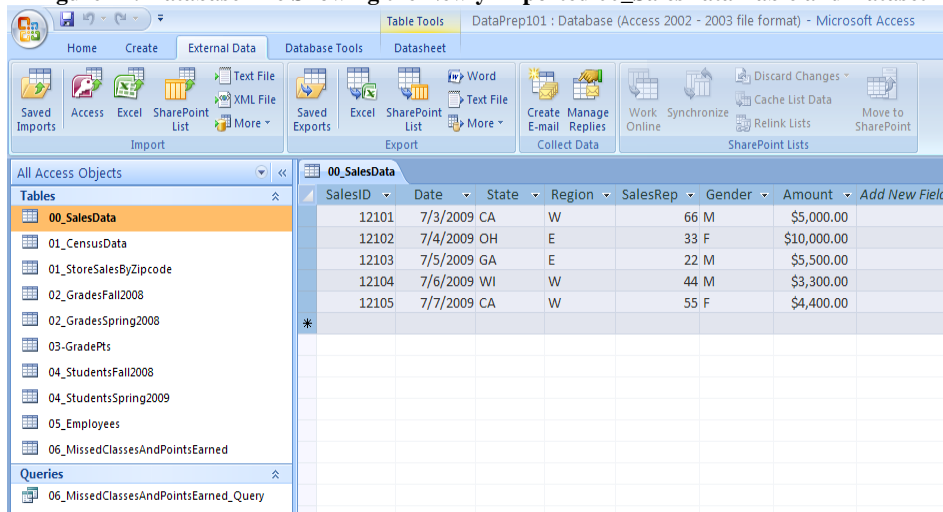 Table Tools DataPrep101 : Database (Access 2002 - 2003 file format) - Microsoft Access
Home Create External Data Database Tools Datasheet
Saved Imports
Access
Excel
SharePoint List
Text File
XML File
More
Import
Saved Exports
Excel
SharePoint List
Word
Text File
More
Export
Create E-mail
Manage Replies
Collect Data
Work Online
Synchronize
Discard Changes
Cache List Data
Relink Lists
Move to SharePoint
SharePoint Lists
All Access Objects
Tables
00_SalesData
01_CensusData
01_StoreSalesByZipcode
02_GradesFall2008
02_GradesSpring2008
03-GradePts
04_StudentsFall2008
04_StudentsSpring2009
05_Employees
06_MissedClassesAndPointsEarned
Queries
06_MissedClassesAndPointsEarned_Query
00_SalesData
SalesID Date State Region SalesRep Gender Amount Add New Field
12101 7/3/2009 CA W 66 M $5,000.00
12102 7/4/2009 OH E 33 F $10,000.00
12103 7/5/2009 GA E 22 M $5,500.00
12104 7/6/2009 WI W 44 M $3,300.00
12105 7/7/2009 CA W 55 F $4,400.00